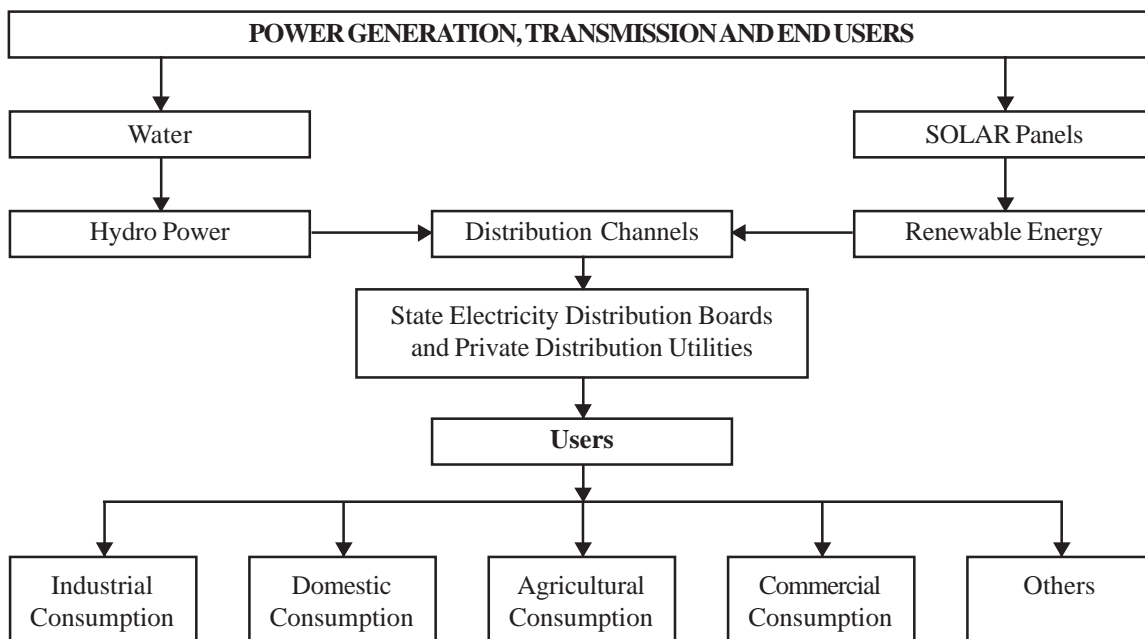 POWER GENERATION, TRANSMISSION AND END USERS
Water
SOLAR Panels
Hydro Power
Distribution Channels
Renewable Energy
State Electricity Distribution Boards
and Private Distribution Utilities
Users
Industrial
Consumption
Domestic
Consumption
Agricultural
Consumption
Commercial
Consumption
Others